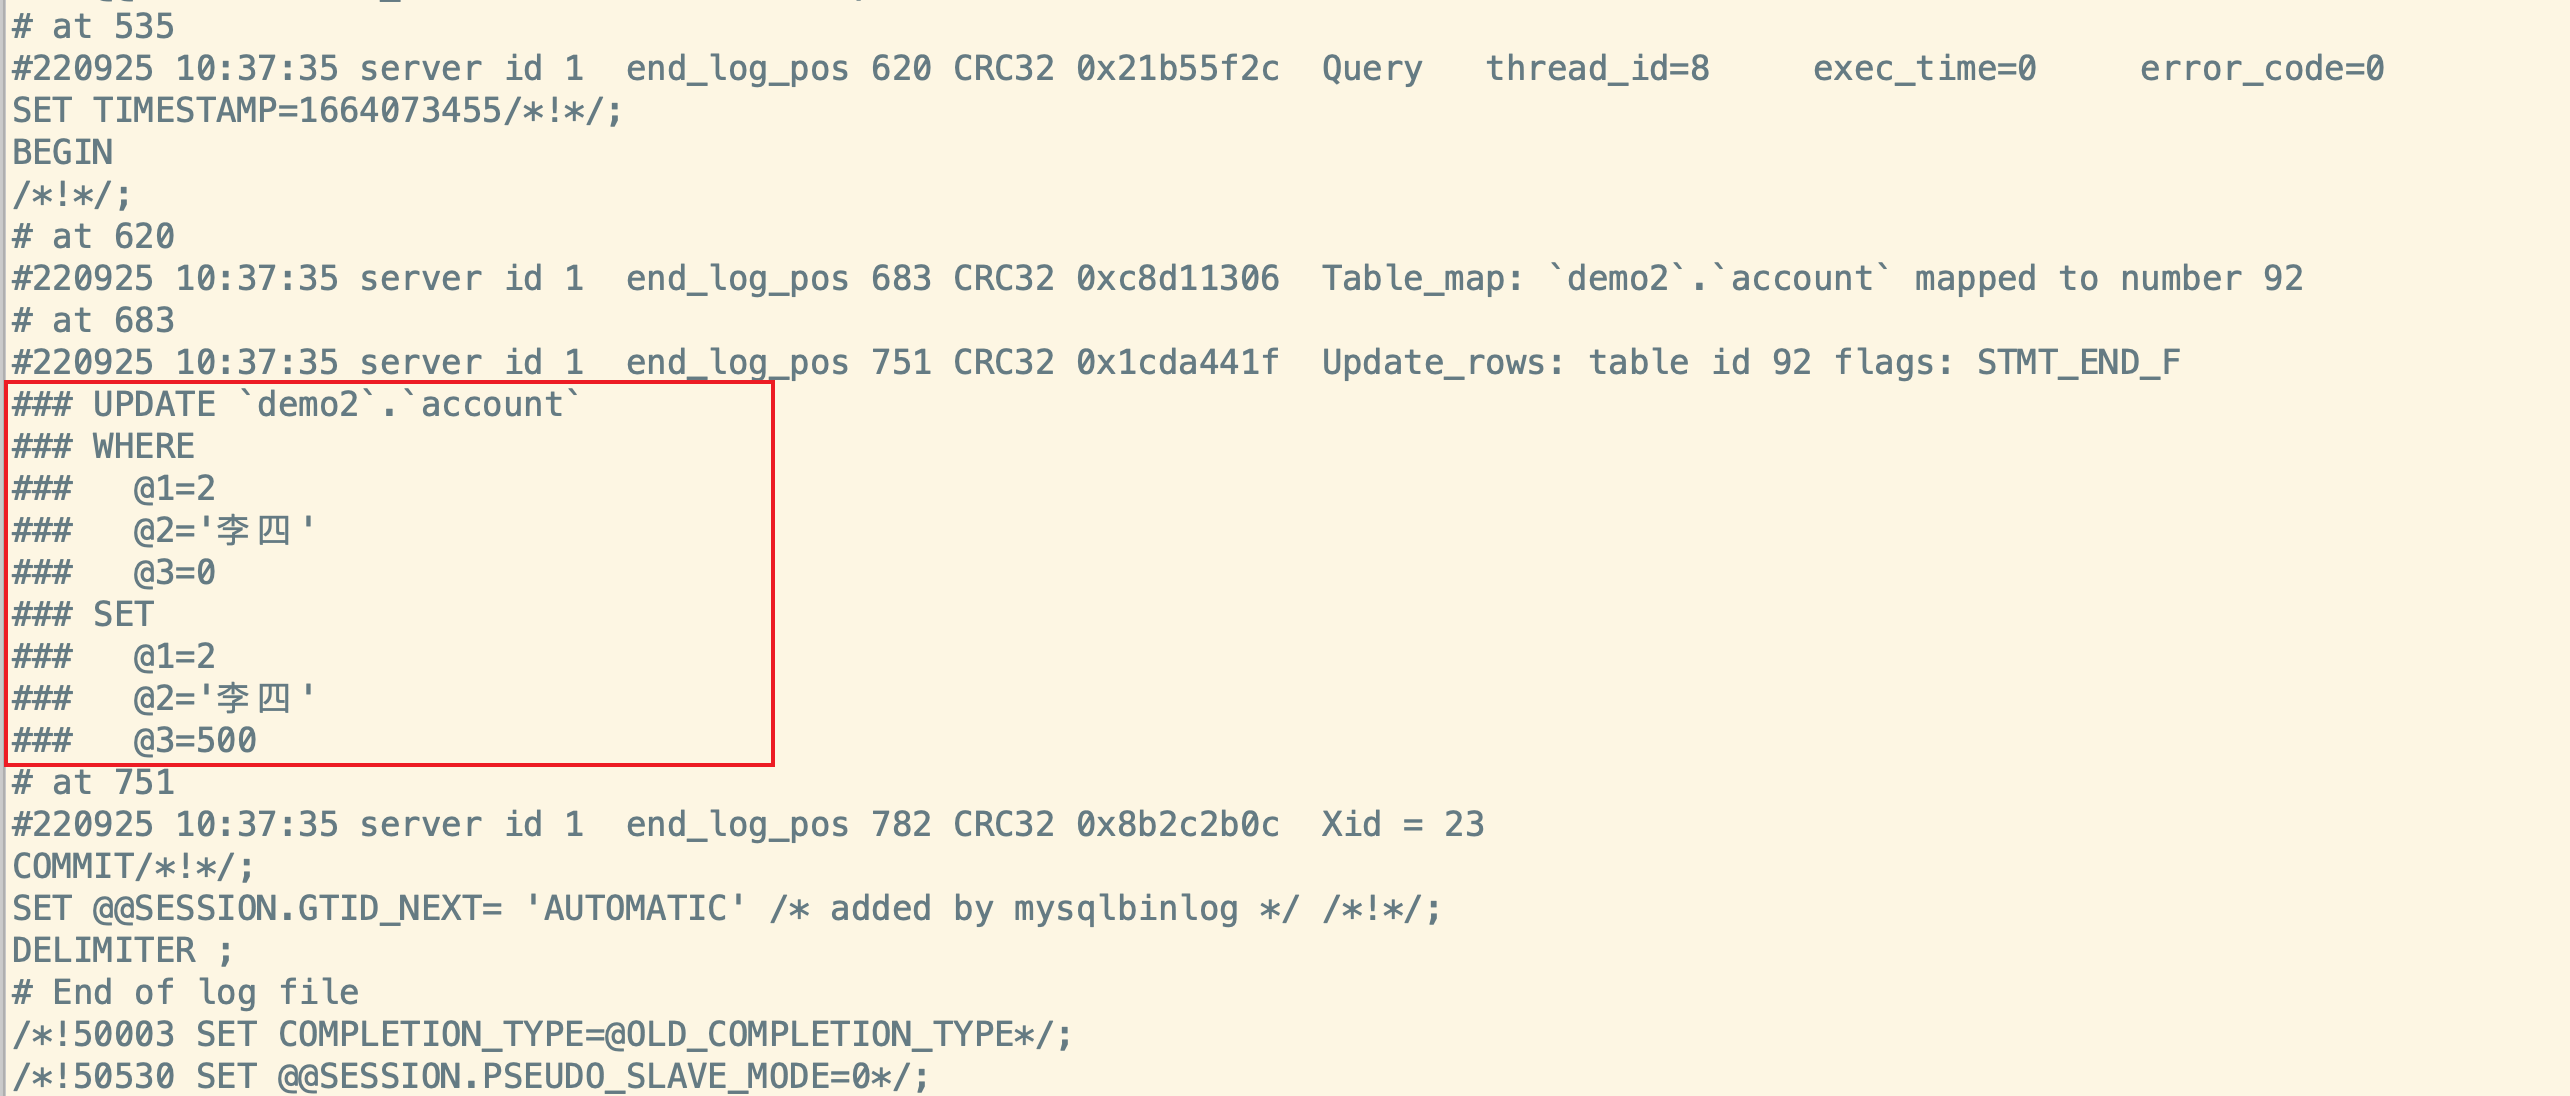 # at 535
#220925 10:37:35 server id 1  end_log_pos 620 CRC32 0x21b55f2c  Query   thread_id=8     exec_time=0     error_code=0
SET TIMESTAMP=1664073455/*!*/;
BEGIN
/*!*/;
# at 620
#220925 10:37:35 server id 1  end_log_pos 683 CRC32 0xc8d11306  Table_map: `demo2`.`account` mapped to number 92
# at 683
#220925 10:37:35 server id 1  end_log_pos 751 CRC32 0x1cda441f  Update_rows: table id 92 flags: STMT_END_F
### UPDATE `demo2`.`account`
### WHERE
###   @1=2
###   @2='李四'
###   @3=0
### SET
###   @1=2
###   @2='李四'
###   @3=500
# at 751
#220925 10:37:35 server id 1  end_log_pos 782 CRC32 0x8b2c2b0c  Xid = 23
COMMIT/*!*/;
SET @@SESSION.GTID_NEXT= 'AUTOMATIC' /* added by mysqlbinlog */ /*!*/;
DELIMITER ;
# End of log file
/*!50003 SET COMPLETION_TYPE=@OLD_COMPLETION_TYPE*/;
/*!50530 SET @@SESSION.PSEUDO_SLAVE_MODE=0*/;